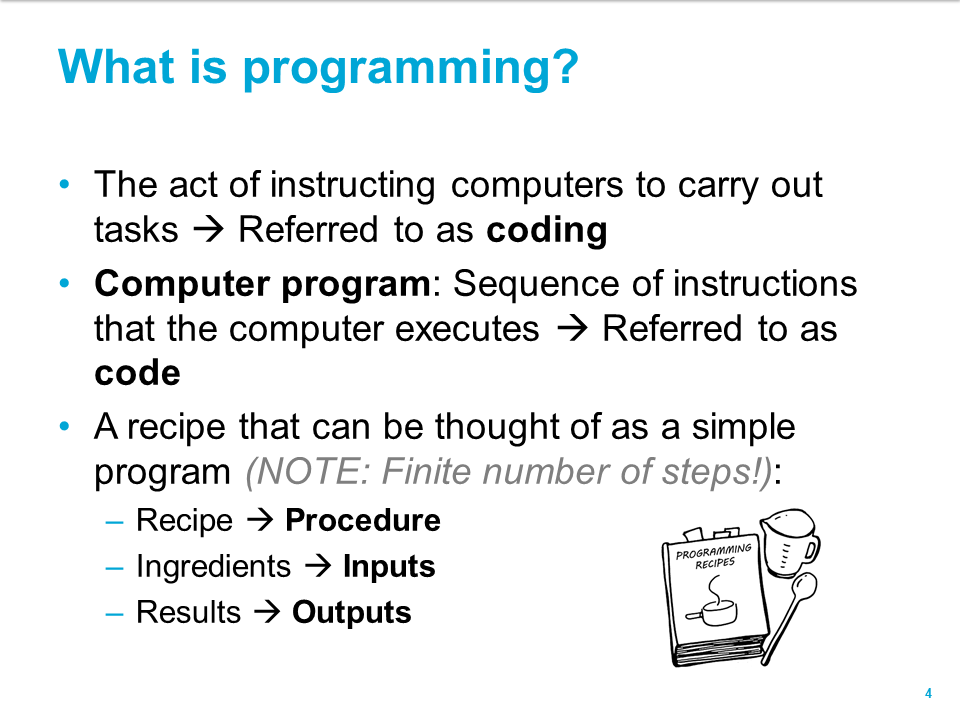 What is programming?
• The act of instructing computers to carry out
tasks → Referred to as coding
• Computer program: Sequence of instructions
that the computer executes → Referred to as
code
• A recipe that can be thought of as a simple
program (NOTE: Finite number of steps!):
– Recipe → Procedure
– Ingredients → Inputs
– Results → Outputs
PROGRAMMING
RECIPES
4